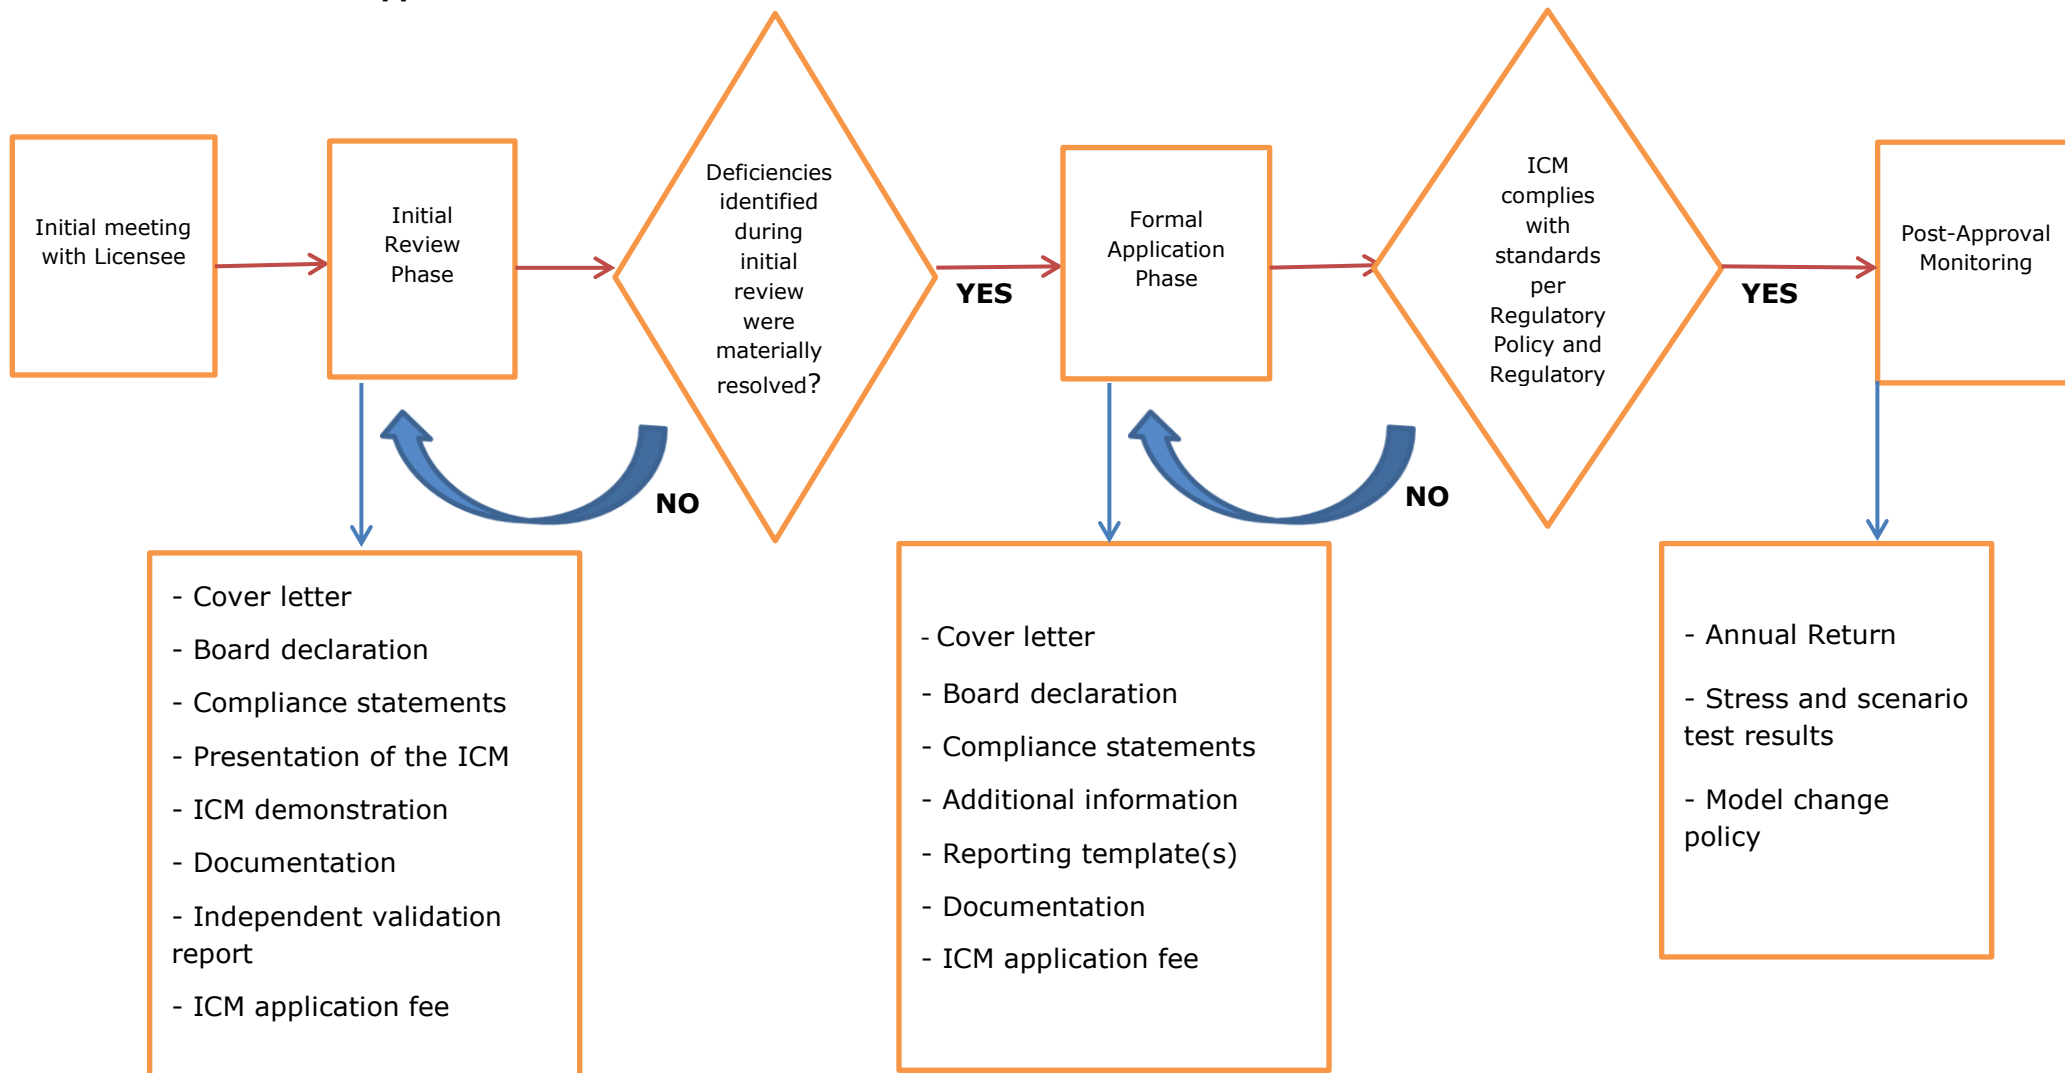 Initial meeting
with Licensee
Initial
Review
Phase
Deficiencies
identified
during
initial
review
were
materially
resolved?
YES
NO
Formal
Application
Phase
ICM
complies
with
standards
per
Regulatory
Policy and
Regulatory
YES
NO
Post-Approval
Monitoring
- Cover letter
- Board declaration
- Compliance statements
- Presentation of the ICM
- ICM demonstration
- Documentation
- Independent validation
report
- ICM application fee
- Cover letter
- Board declaration
- Compliance statements
- Additional information
- Reporting template(s)
- Documentation
- ICM application fee
- Annual Return
- Stress and scenario
test results
- Model change
policy